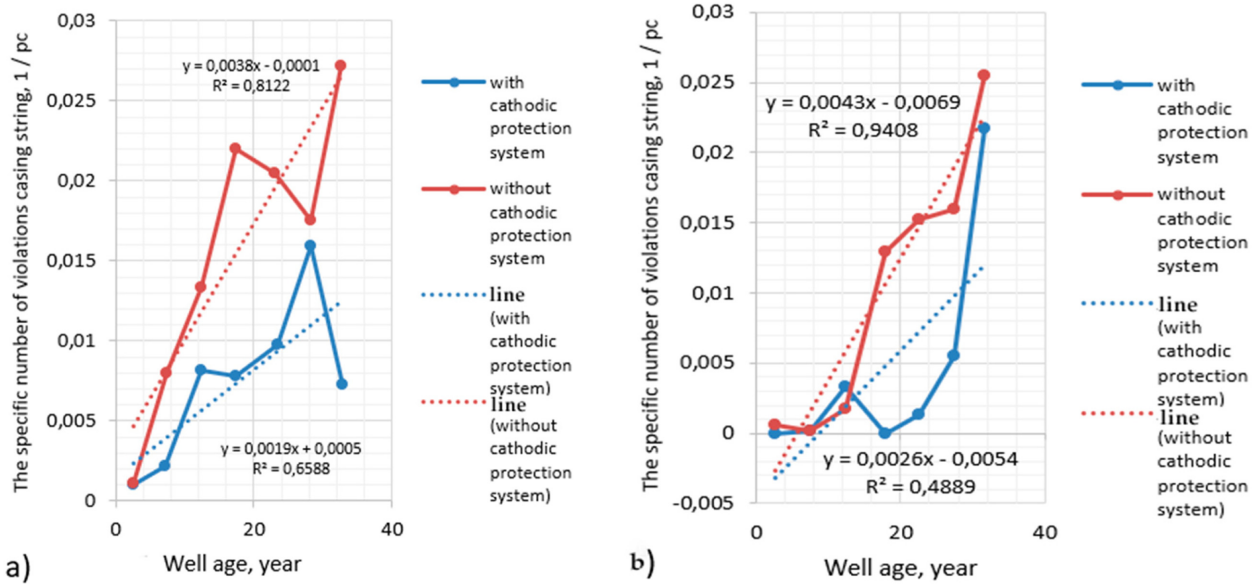 The specific number of violations casing string, 1 / pc
0,03
0,025
0,02
0,015
0,01
0,005
0
y = 0,0038x - 0,0001
R² = 0,8122
y = 0,0019x + 0,0005
R² = 0,6588
0
20
40
Well age, year
a)
with
cathodic
protection
system
without
cathodic
protection
system
line
(with
cathodic
protection
system)
line
(without
cathodic
protection
system)
The specific number of violations casing string, 1 / pc
0,03
0,025
0,02
0,015
0,01
0,005
0
-0,005
y = 0,0043x - 0,0069
R² = 0,9408
y = 0,0026x - 0,0054
R² = 0,4889
0
20
40
Well age, year
b)
with
cathodic
protection
system
without
cathodic
protection
system
line
(with
cathodic
protection
system)
line
(without
cathodic
protection
system)